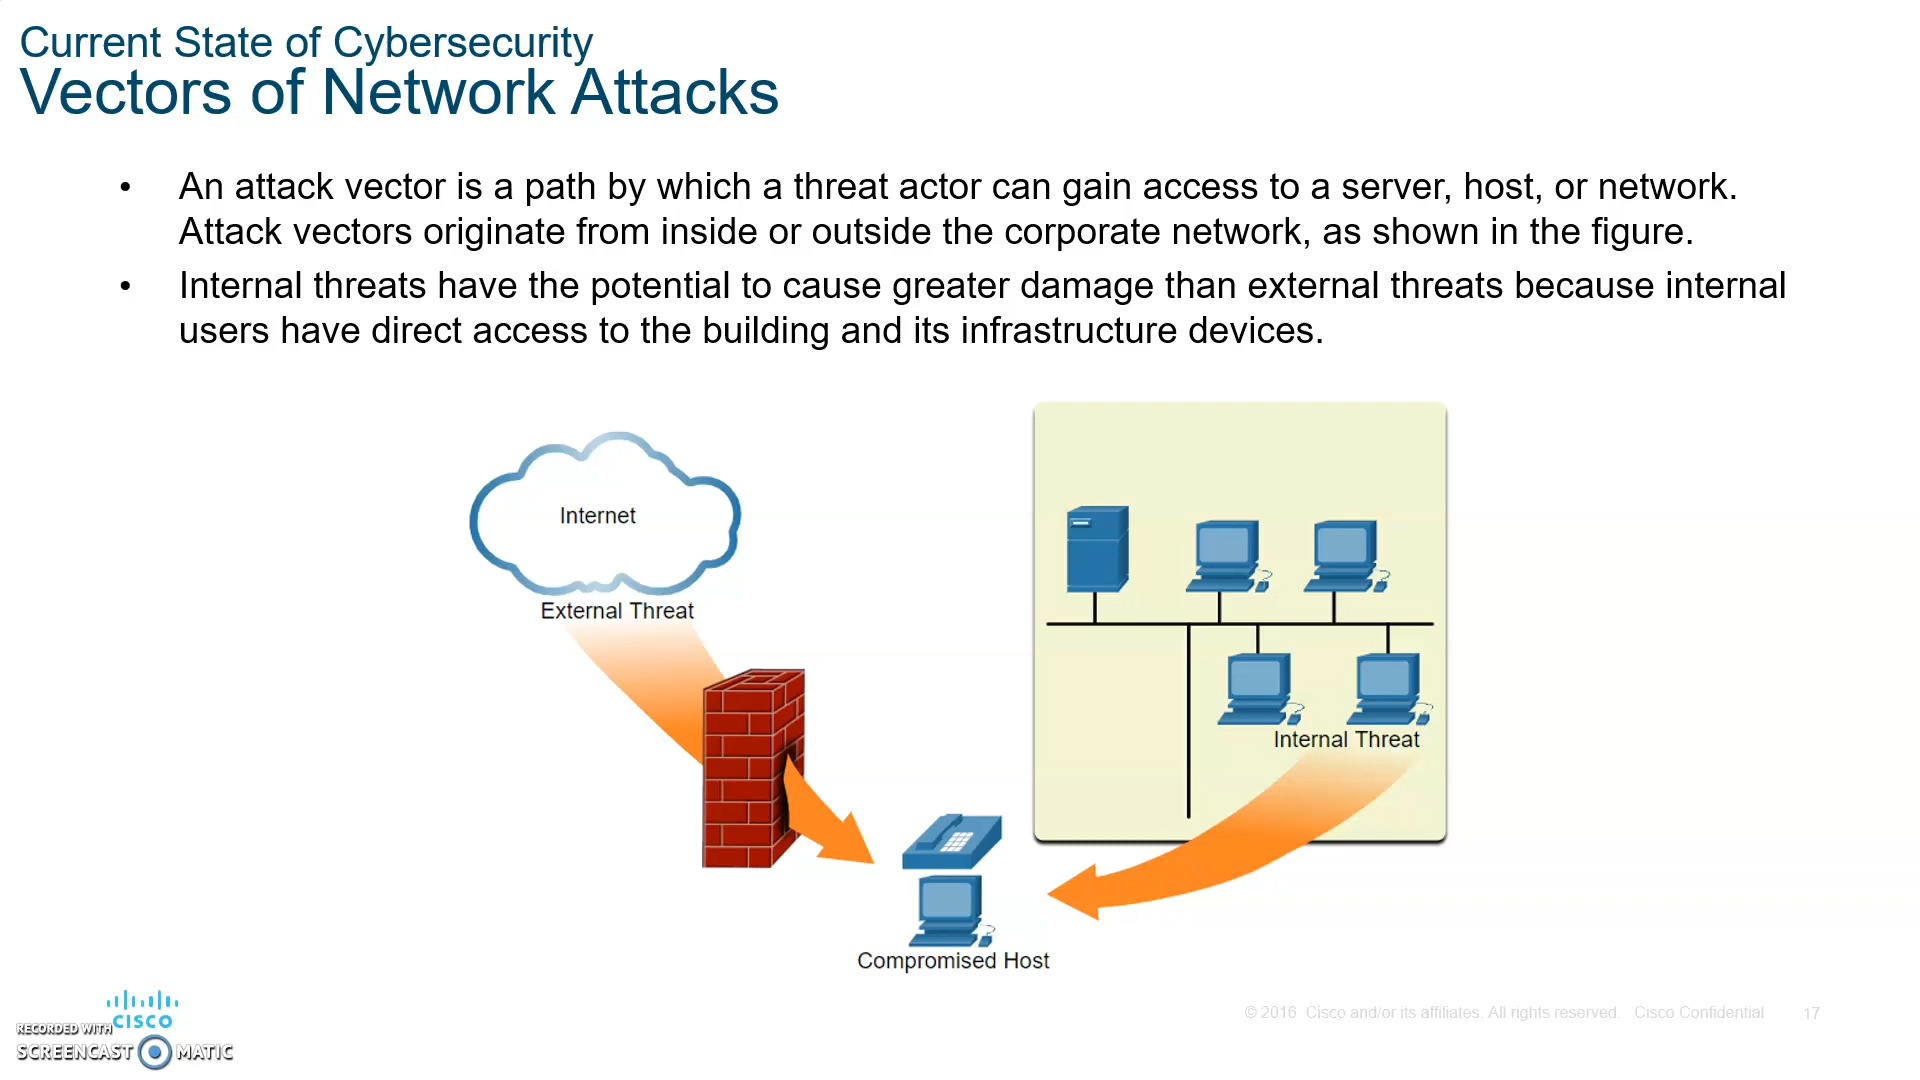 Current State of Cybersecurity
Vectors of Network Attacks
• An attack vector is a path by which a threat actor can gain access to a server, host, or network.
Attack vectors originate from inside or outside the corporate network, as shown in the figure.
• Internal threats have the potential to cause greater damage than external threats because internal
users have direct access to the building and its infrastructure devices.
Internet
External Threat
Internal Threat
Compromised Host
CISCO
RECORDED WITH
SCREENCAST MATIC
© 2016 Cisco and/or its affiliates. All rights reserved. Cisco Confidential 17